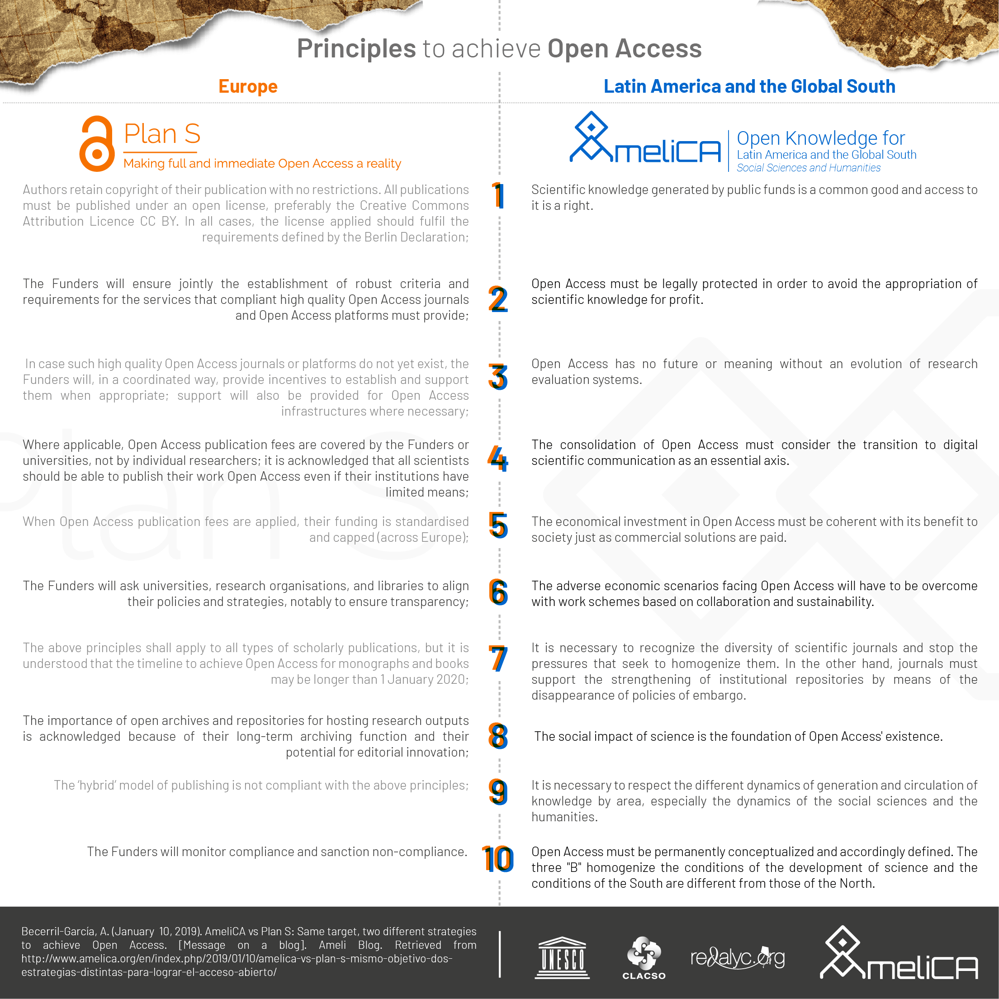 Principles to achieve Open Access
Europe
Latin America and the Global South
Plan S
Making full and immediate Open Access a reality
AmeliCA
Open Knowledge for
Latin America and the Global South
Social Sciences and Humanities
Authors retain copyright of their publication with no restrictions. All publications
must be published under an open license, preferably the Creative Commons
Attribution Licence CC BY. In all cases, the license applied should fulfil the
requirements defined by the Berlin Declaration;
1
Scientific knowledge generated by public funds is a common good and access to
it is a right.
The Funders will ensure jointly the establishment of robust criteria and
requirements for the services that compliant high quality Open Access journals
and Open Access platforms must provide;
2
Open Access must be legally protected in order to avoid the appropriation of
scientific knowledge for profit.
In case such high quality Open Access journals or platforms do not yet exist, the
Funders will, in a coordinated way, provide incentives to establish and support
them when appropriate; support will also be provided for Open Access
infrastructures where necessary;
3
Open Access has no future or meaning without an evolution of research
evaluation systems.
Where applicable, Open Access publication fees are covered by the Funders or
universities, not by individual researchers; it is acknowledged that all scientists
should be able to publish their work Open Access even if their institutions have
limited means;
4
The consolidation of Open Access must consider the transition to digital
scientific communication as an essential axis.
When Open Access publication fees are applied, their funding is standardised
and capped (across Europe);
5
The economical investment in Open Access must be coherent with its benefit to
society just as commercial solutions are paid.
The Funders will ask universities, research organisations, and libraries to align
their policies and strategies, notably to ensure transparency;
6
The adverse economic scenarios facing Open Access will have to be overcome
with work schemes based on collaboration and sustainability.
The above principles shall apply to all types of scholarly publications, but it is
understood that the timeline to achieve Open Access for monographs and books
may be longer than 1 January 2020;
7
It is necessary to recognize the diversity of scientific journals and stop the
pressures that seek to homogenize them. In the other hand, journals must
support the strengthening of institutional repositories by means of the
disappearance of policies of embargo.
The importance of open archives and repositories for hosting research outputs
is acknowledged because of their long-term archiving function and their
potential for editorial innovation;
8
The social impact of science is the foundation of Open Access' existence.
The ‘hybrid’ model of publishing is not compliant with the above principles;
9
It is necessary to respect the different dynamics of generation and circulation of
knowledge by area, especially the dynamics of the social sciences and the
humanities.
The Funders will monitor compliance and sanction non-compliance.
10
Open Access must be permanently conceptualized and accordingly defined. The
three "B" homogenize the conditions of the development of science and the
conditions of the South are different from those of the North.
Plan S
Becerril-García, A. (January 10, 2019). AmeliCA vs Plan S: Same target, two different strategies
to achieve Open Access. [Message on a blog]. Ameli Blog. Retrieved from
http://www.amelica.org/en/index.php/2019/01/10/amelica-vs-plan-s-mismo-objetivo-dos-
estrategias-distintas-para-lograr-el-acceso-abierto/
UNESCO
CLACSO
redalyc.org
AmeliCA